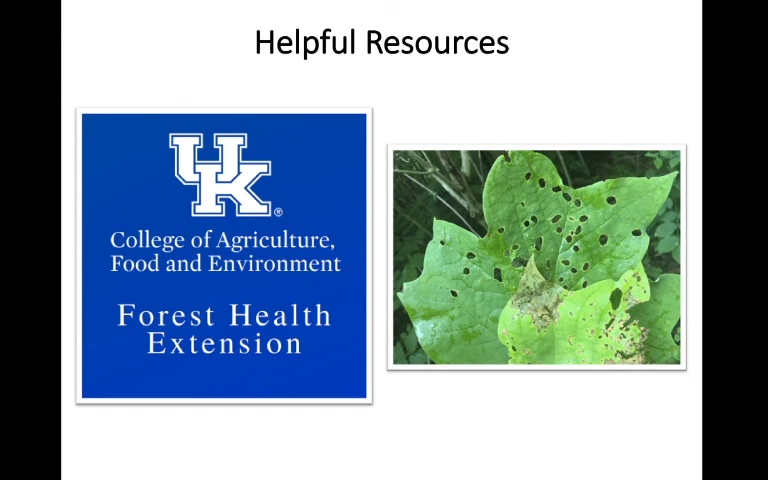 Helpful Resources
UK®
College of Agriculture,
Food and Environment
Forest Health
Extension